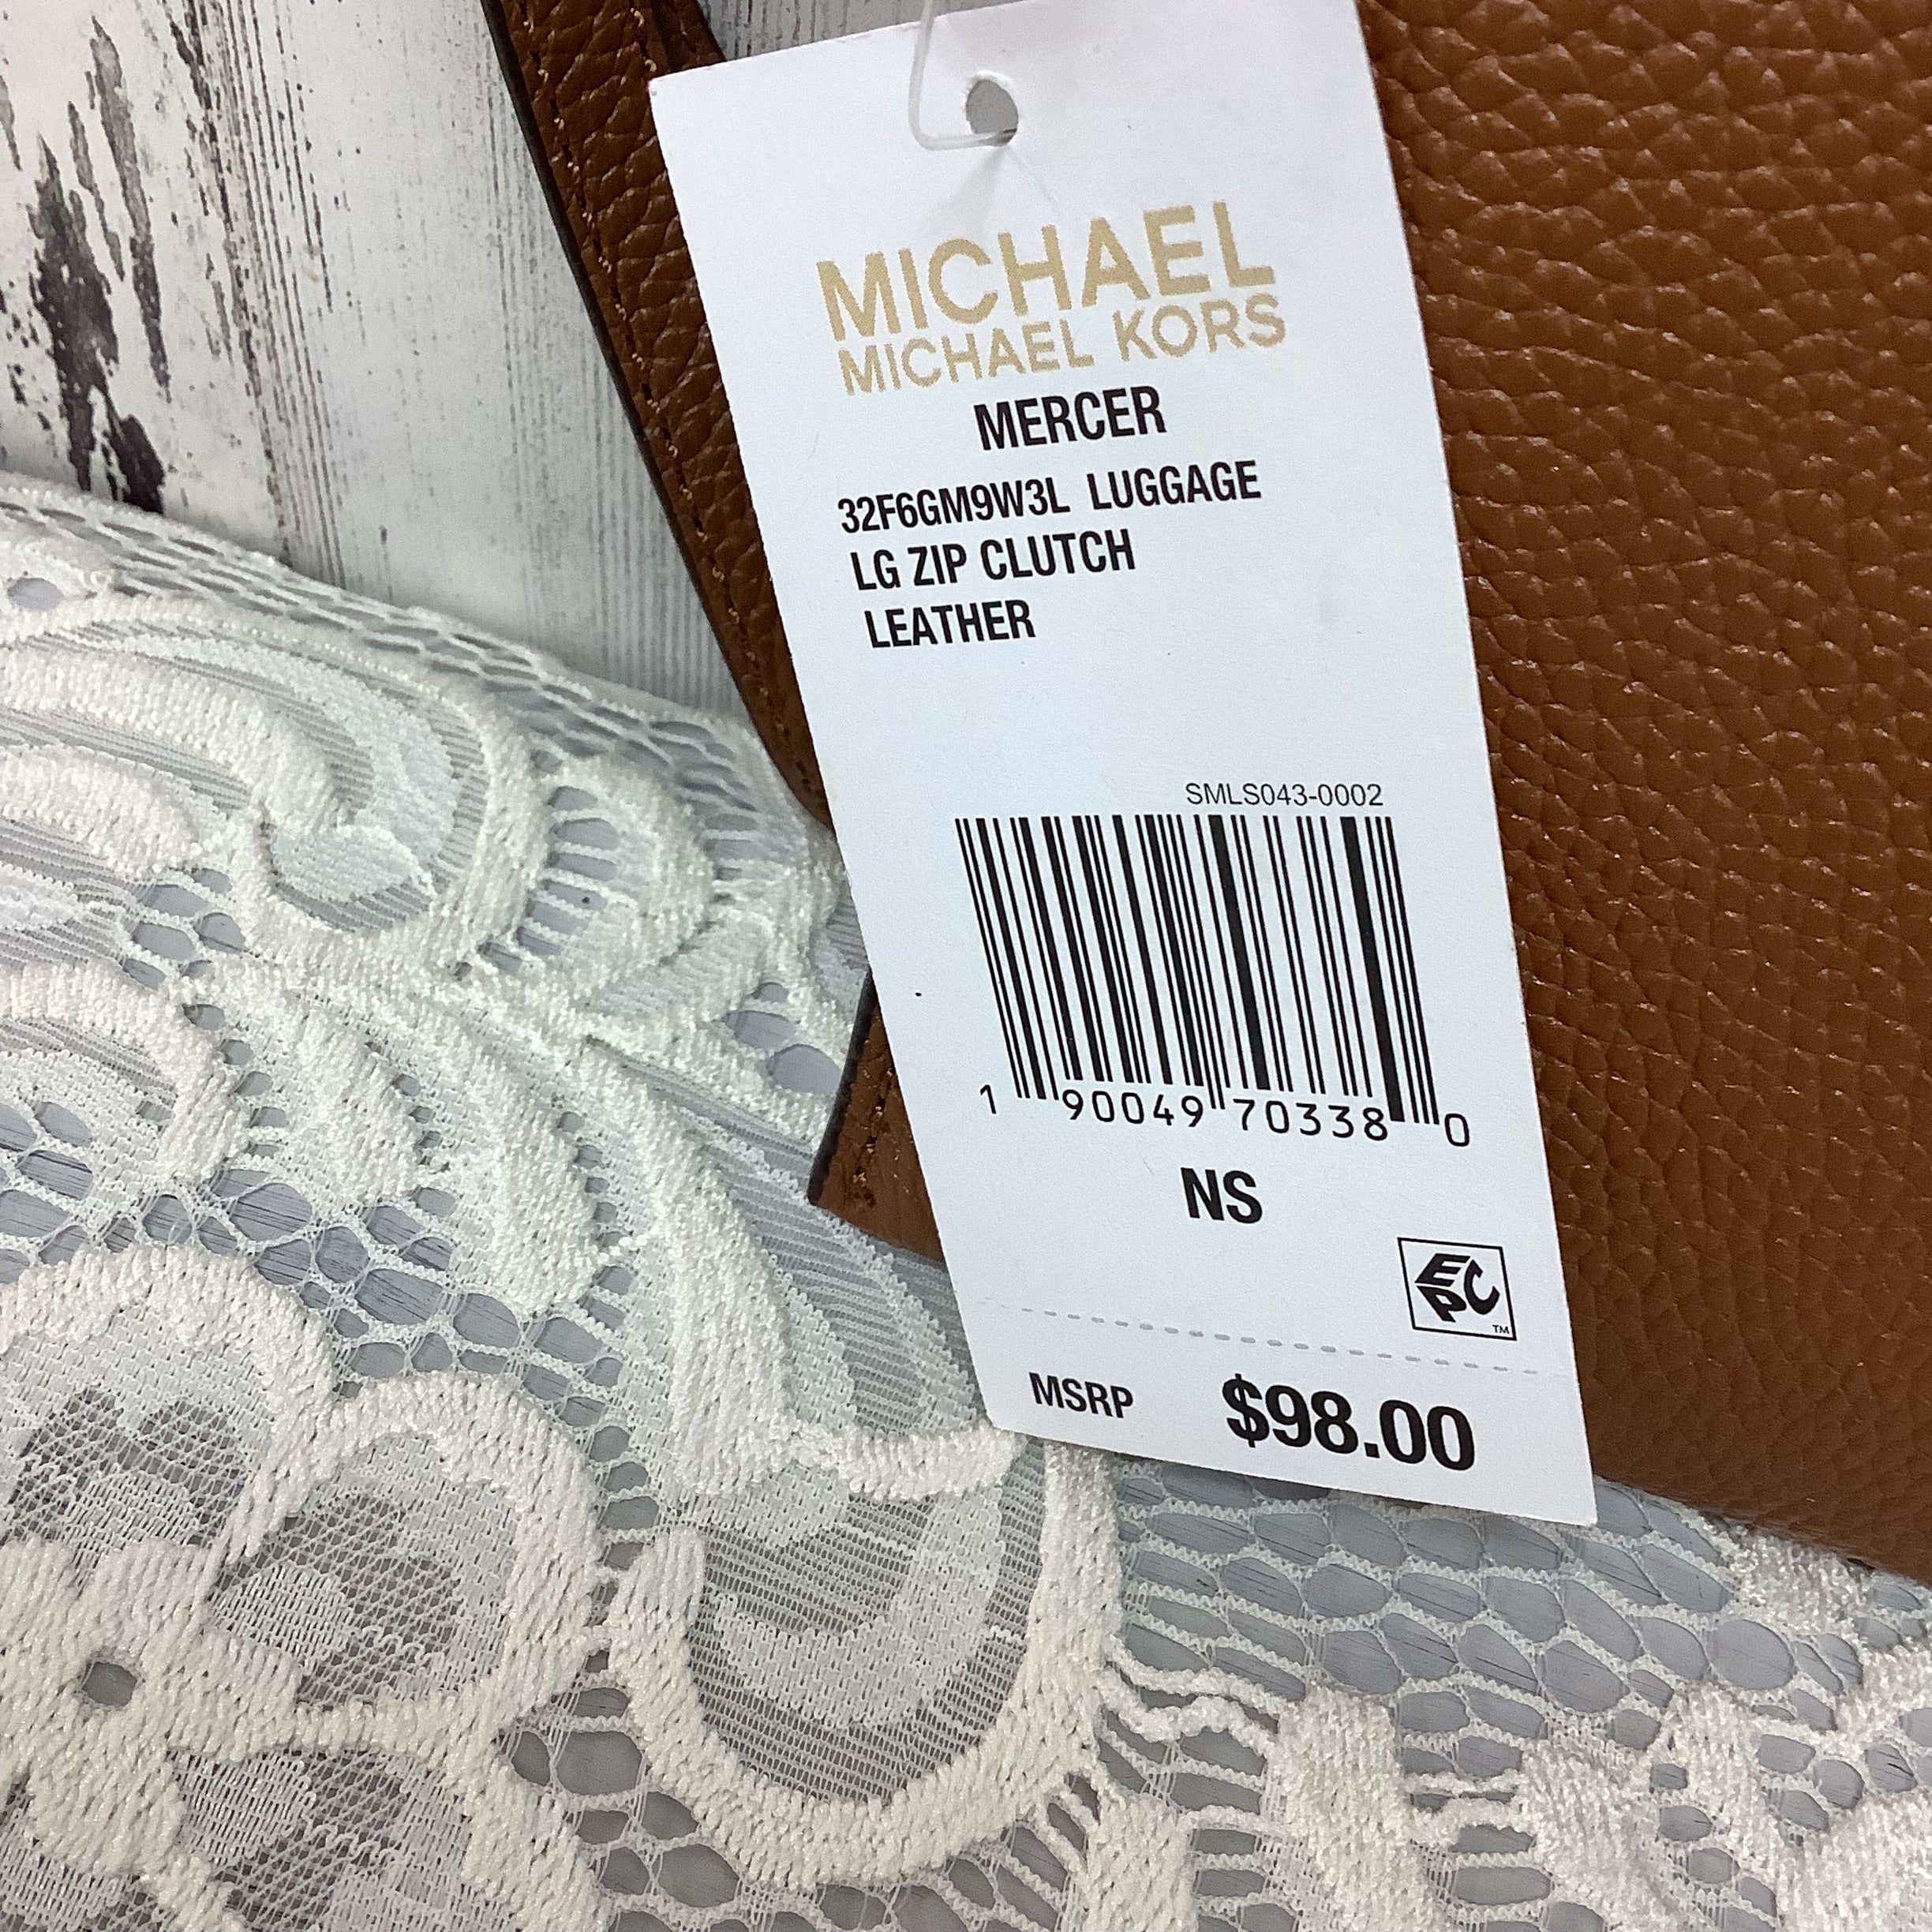 MICHAEL
MICHAEL KORS
MERCER
32F6GM9W3L LUGGAGE
LG ZIP CLUTCH
LEATHER
SMLS043-0002
1 90049 70338 0
NS
EPC
TM
MSRP $98.00